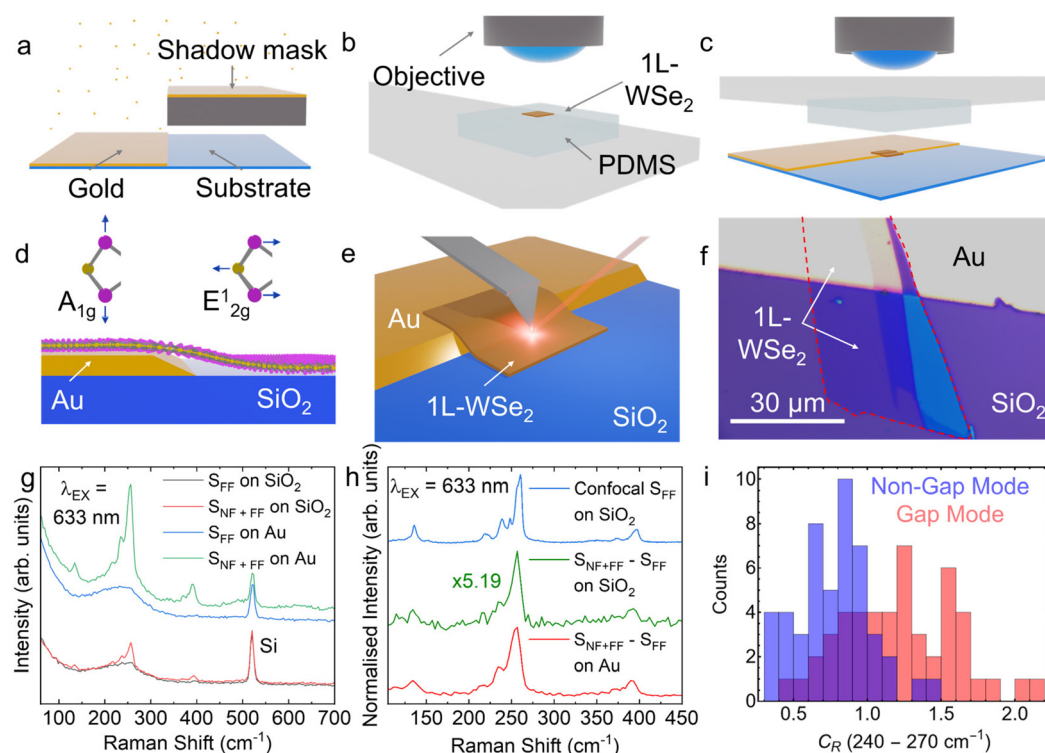 a
Shadow mask
Gold
Substrate
b
Objective
1L-
WSe2
PDMS
c
d
A1g
E¹2g
Au
SiO2
e
Au
1L-WSe2
SiO2
f
Au
1L-
WSe2
30 µm
SiO2
g
λEX =
633 nm
SFF on SiO2
SNF + FF on SiO2
SFF on Au
SNF + FF on Au
Si
Intensity (arb. units)
100 200 300 400 500 600 700
Raman Shift (cm⁻¹)
h
λEX = 633 nm
Confocal SFF
on SiO2
x5.19
SNF+FF - SFF
on SiO2
SNF+FF - SFF
on Au
Normalised Intensity (arb. units)
150 200 250 300 350 400 450
Raman Shift (cm⁻¹)
i
Non-Gap Mode
Gap Mode
Counts
10
8
6
4
2
0
0.5 1.0 1.5 2.0
CR (240 – 270 cm⁻¹)